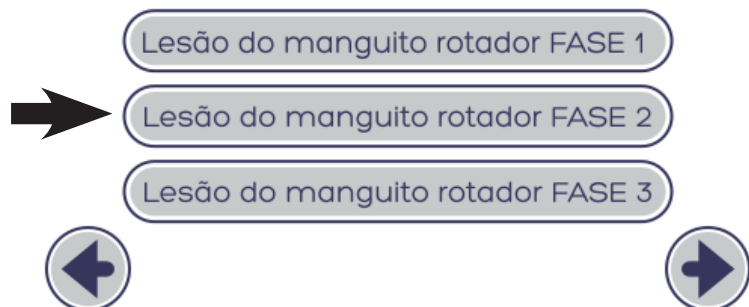 Lesão do manguito rotador FASE 1
Lesão do manguito rotador FASE 2
Lesão do manguito rotador FASE 3